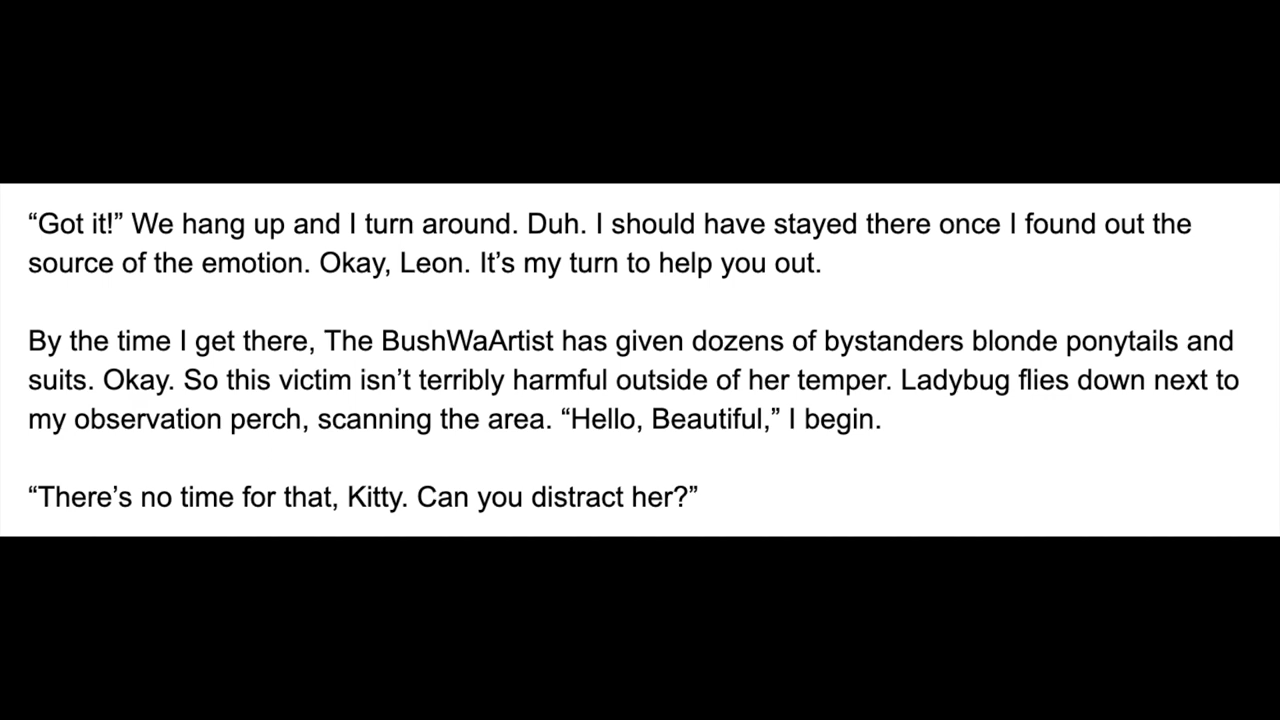 “Got it!” We hang up and I turn around. Duh. I should have stayed there once I found out the
source of the emotion. Okay, Leon. It’s my turn to help you out.
By the time I get there, The BushWaArtist has given dozens of bystanders blonde ponytails and
suits. Okay. So this victim isn’t terribly harmful outside of her temper. Ladybug flies down next to
my observation perch, scanning the area. “Hello, Beautiful,” I begin.
“There’s no time for that, Kitty. Can you distract her?”